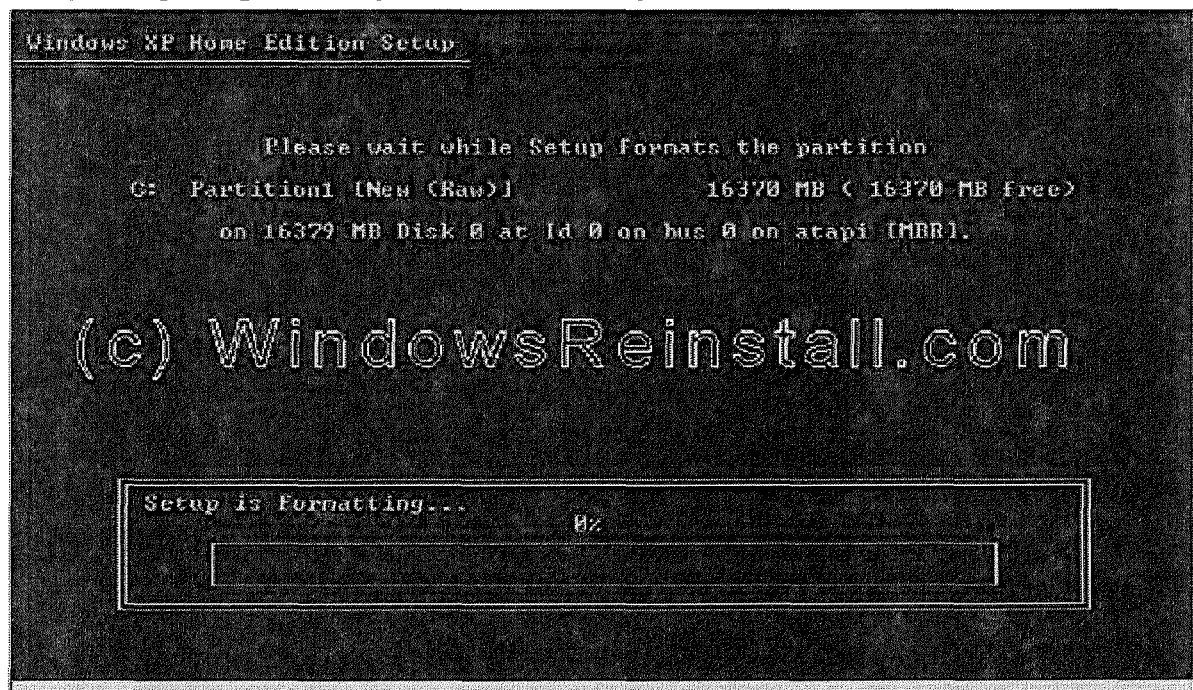 Windows XP Home Edition Setup
Please wait while Setup formats the partition
G: Partition1 [New (Raw)] 16370 MB ( 16370 MB free)
on 16379 MB Disk 0 at Id 0 on bus 0 on atapi [MBR].
(c) WindowsReinstall.com
Setup is formatting...
0%